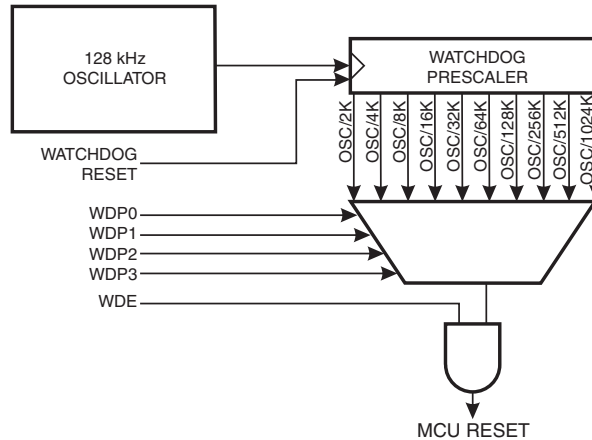 128 kHz
OSCILLATOR
WATCHDOG
PRESCALER
OSC/2K
OSC/4K
OSC/8K
OSC/16K
OSC/32K
OSC/64K
OSC/128K
OSC/256K
OSC/512K
OSC/1024K
WATCHDOG
RESET
WDP0
WDP1
WDP2
WDP3
WDE
MCU RESET